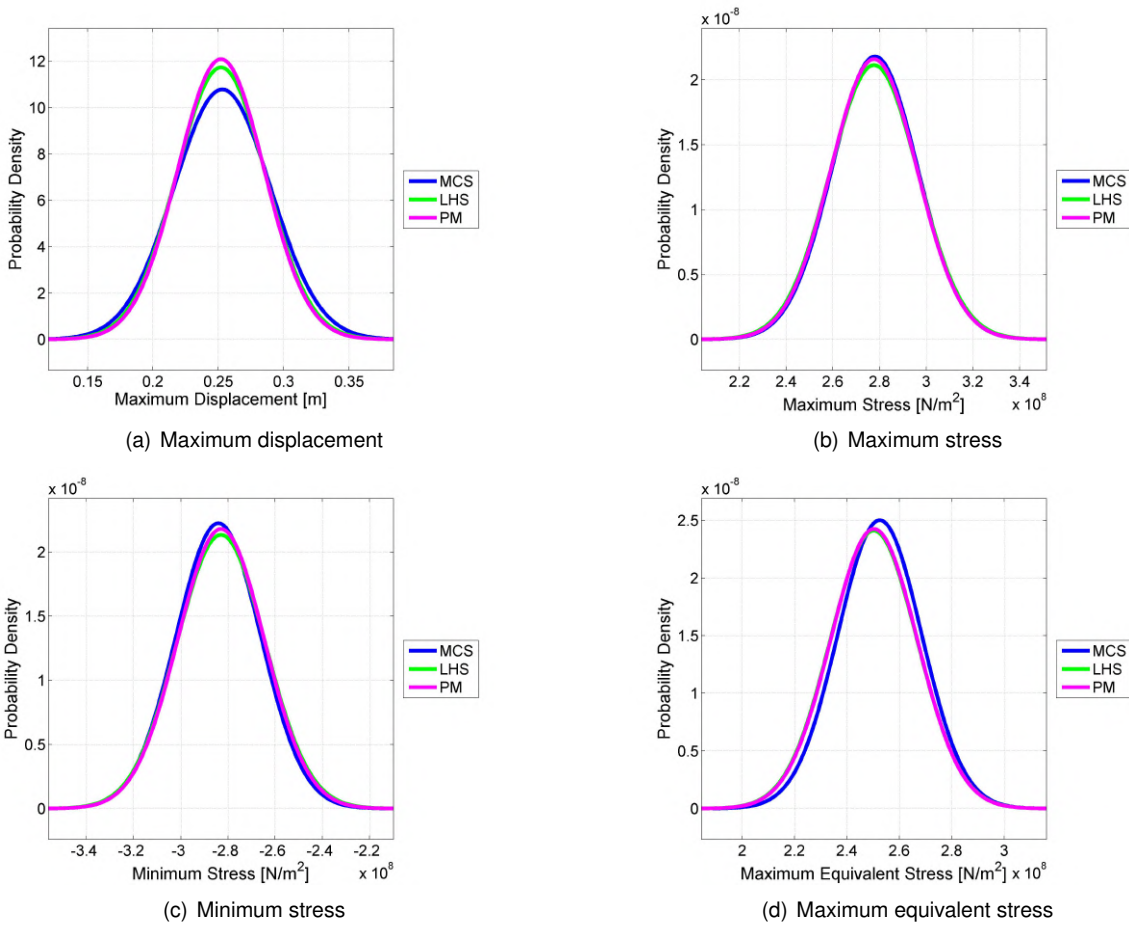 12
10
8
6
4
2
0
Probability Density
0.15 0.2 0.25 0.3 0.35
Maximum Displacement [m]
MCS
LHS
PM
(a) Maximum displacement
x 10^-8
2
1.5
1
0.5
0
Probability Density
2.2 2.4 2.6 2.8 3 3.2 3.4
Maximum Stress [N/m²] x 10^8
MCS
LHS
PM
(b) Maximum stress
x 10^-8
2
1.5
1
0.5
0
Probability Density
-3.4 -3.2 -3 -2.8 -2.6 -2.4 -2.2
Minimum Stress [N/m²] x 10^8
MCS
LHS
PM
(c) Minimum stress
x 10^-8
2.5
2
1.5
1
0.5
0
Probability Density
2 2.2 2.4 2.6 2.8 3
Maximum Equivalent Stress [N/m²] x 10^8
MCS
LHS
PM
(d) Maximum equivalent stress